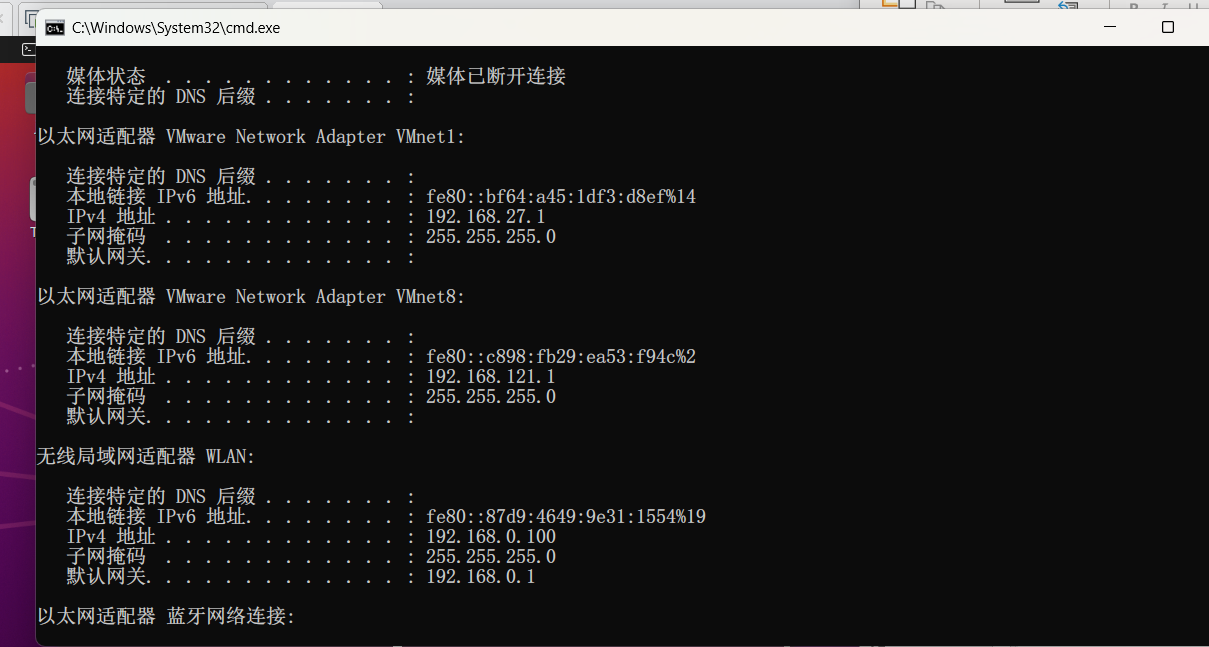 C:\Windows\System32\cmd.exe
媒体状态 . . . . . . . . . . . . : 媒体已断开连接
连接特定的 DNS 后缀 . . . . . . . :
以太网适配器 VMware Network Adapter VMnet1:
连接特定的 DNS 后缀 . . . . . . . :
本地链接 IPv6 地址. . . . . . . . : fe80::bf64:a45:1df3:d8ef%14
IPv4 地址 . . . . . . . . . . . . : 192.168.27.1
子网掩码 . . . . . . . . . . . . : 255.255.255.0
默认网关. . . . . . . . . . . . . :
以太网适配器 VMware Network Adapter VMnet8:
连接特定的 DNS 后缀 . . . . . . . :
本地链接 IPv6 地址. . . . . . . . : fe80::c898:fb29:ea53:f94c%2
IPv4 地址 . . . . . . . . . . . . : 192.168.121.1
子网掩码 . . . . . . . . . . . . : 255.255.255.0
默认网关. . . . . . . . . . . . . :
无线局域网适配器 WLAN:
连接特定的 DNS 后缀 . . . . . . . :
本地链接 IPv6 地址. . . . . . . . : fe80::87d9:4649:9e31:1554%19
IPv4 地址 . . . . . . . . . . . . : 192.168.0.100
子网掩码 . . . . . . . . . . . . : 255.255.255.0
默认网关. . . . . . . . . . . . . : 192.168.0.1
以太网适配器 蓝牙网络连接: